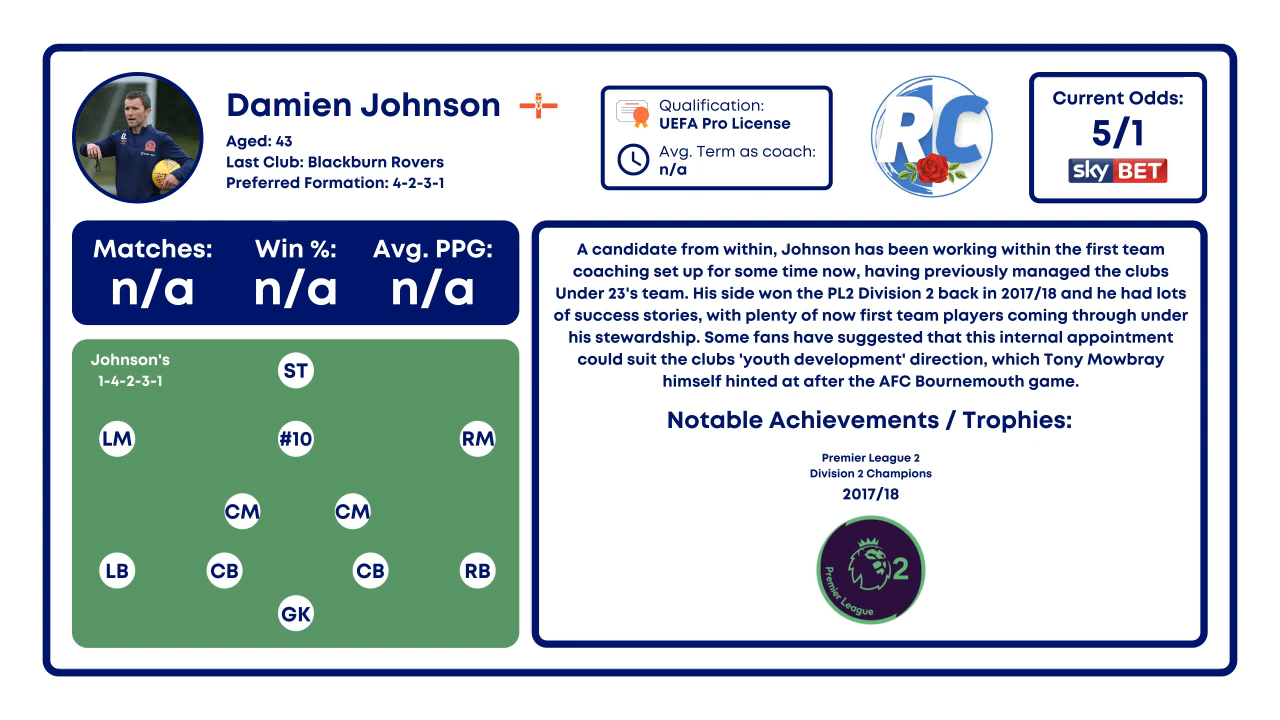 Damien Johnson
Aged: 43
Last Club: Blackburn Rovers
Preferred Formation: 4-2-3-1
Qualification:
UEFA Pro License
Avg. Term as coach:
n/a
RC
Current Odds:
5/1
sky BET
Matches:
n/a
Win %:
n/a
Avg. PPG:
n/a
Johnson's
1-4-2-3-1
ST
LM
#10
RM
CM
CM
LB
CB
CB
RB
GK
A candidate from within, Johnson has been working within the first team
coaching set up for some time now, having previously managed the clubs
Under 23's team. His side won the PL2 Division 2 back in 2017/18 and he had lots
of success stories, with plenty of now first team players coming through under
his stewardship. Some fans have suggested that this internal appointment
could suit the clubs 'youth development' direction, which Tony Mowbray
himself hinted at after the AFC Bournemouth game.
Notable Achievements / Trophies:
Premier League 2
Division 2 Champions
2017/18
2
Premier League